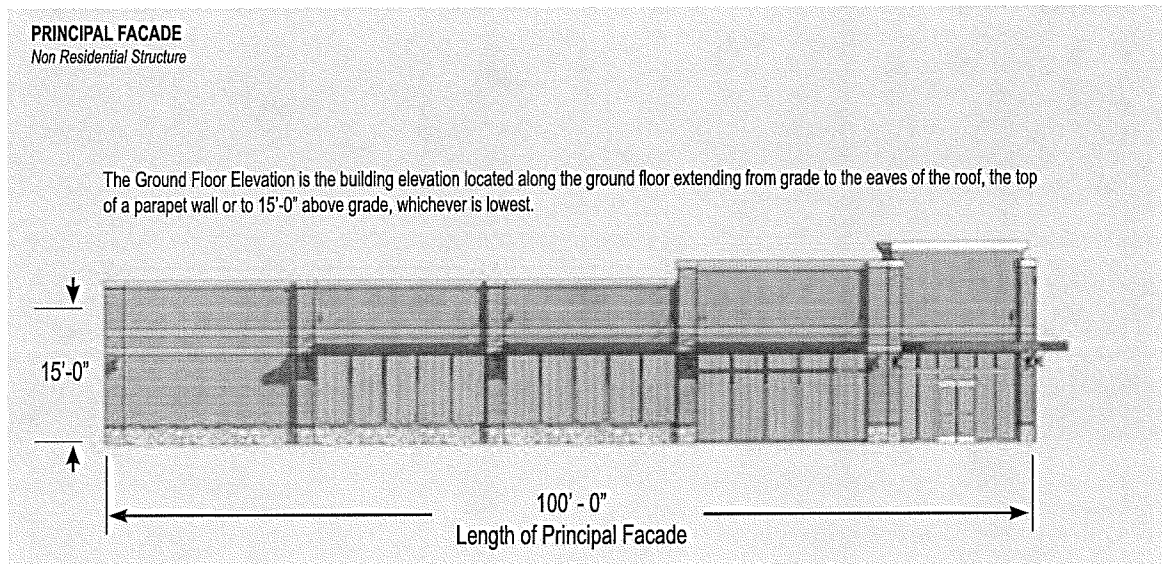 PRINCIPAL FACADE
Non Residential Structure
The Ground Floor Elevation is the building elevation located along the ground floor extending from grade to the eaves of the roof, the top
of a parapet wall or to 15'-0" above grade, whichever is lowest.
15'-0"
100' - 0"
Length of Principal Facade